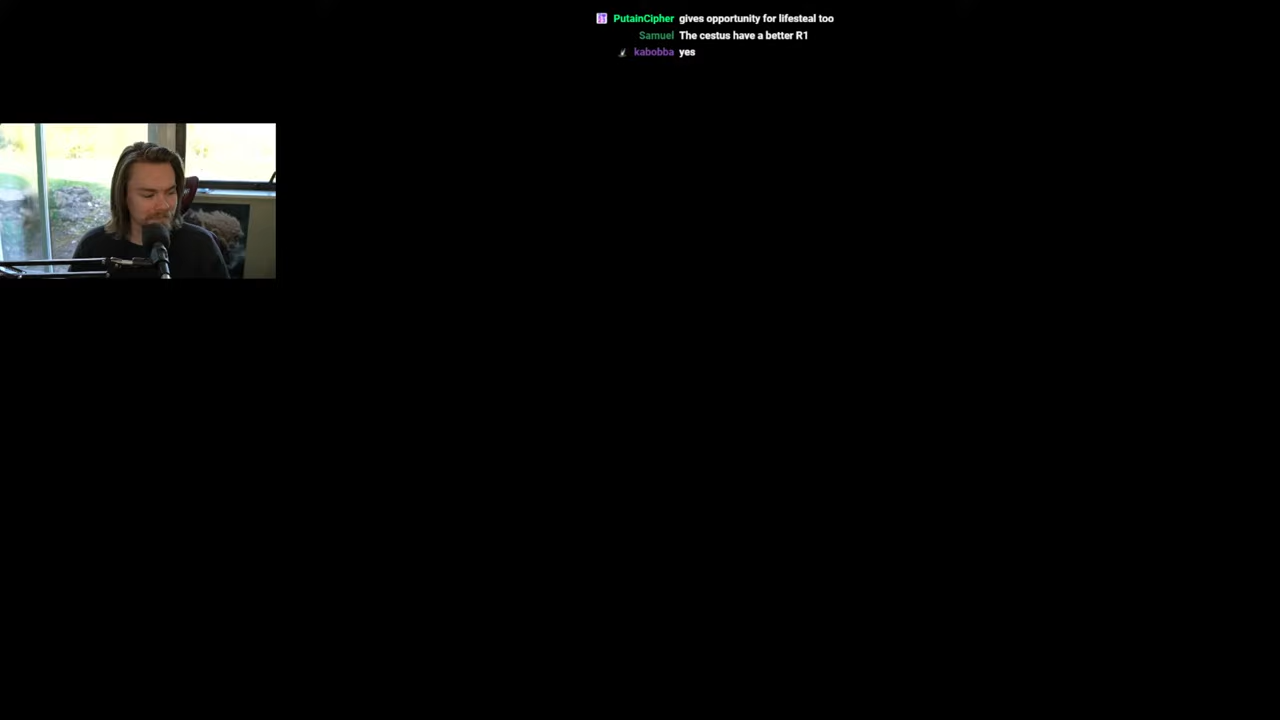 PutainCipher gives opportunity for lifesteal too
Samuel The cestus have a better R1
kabobba yes